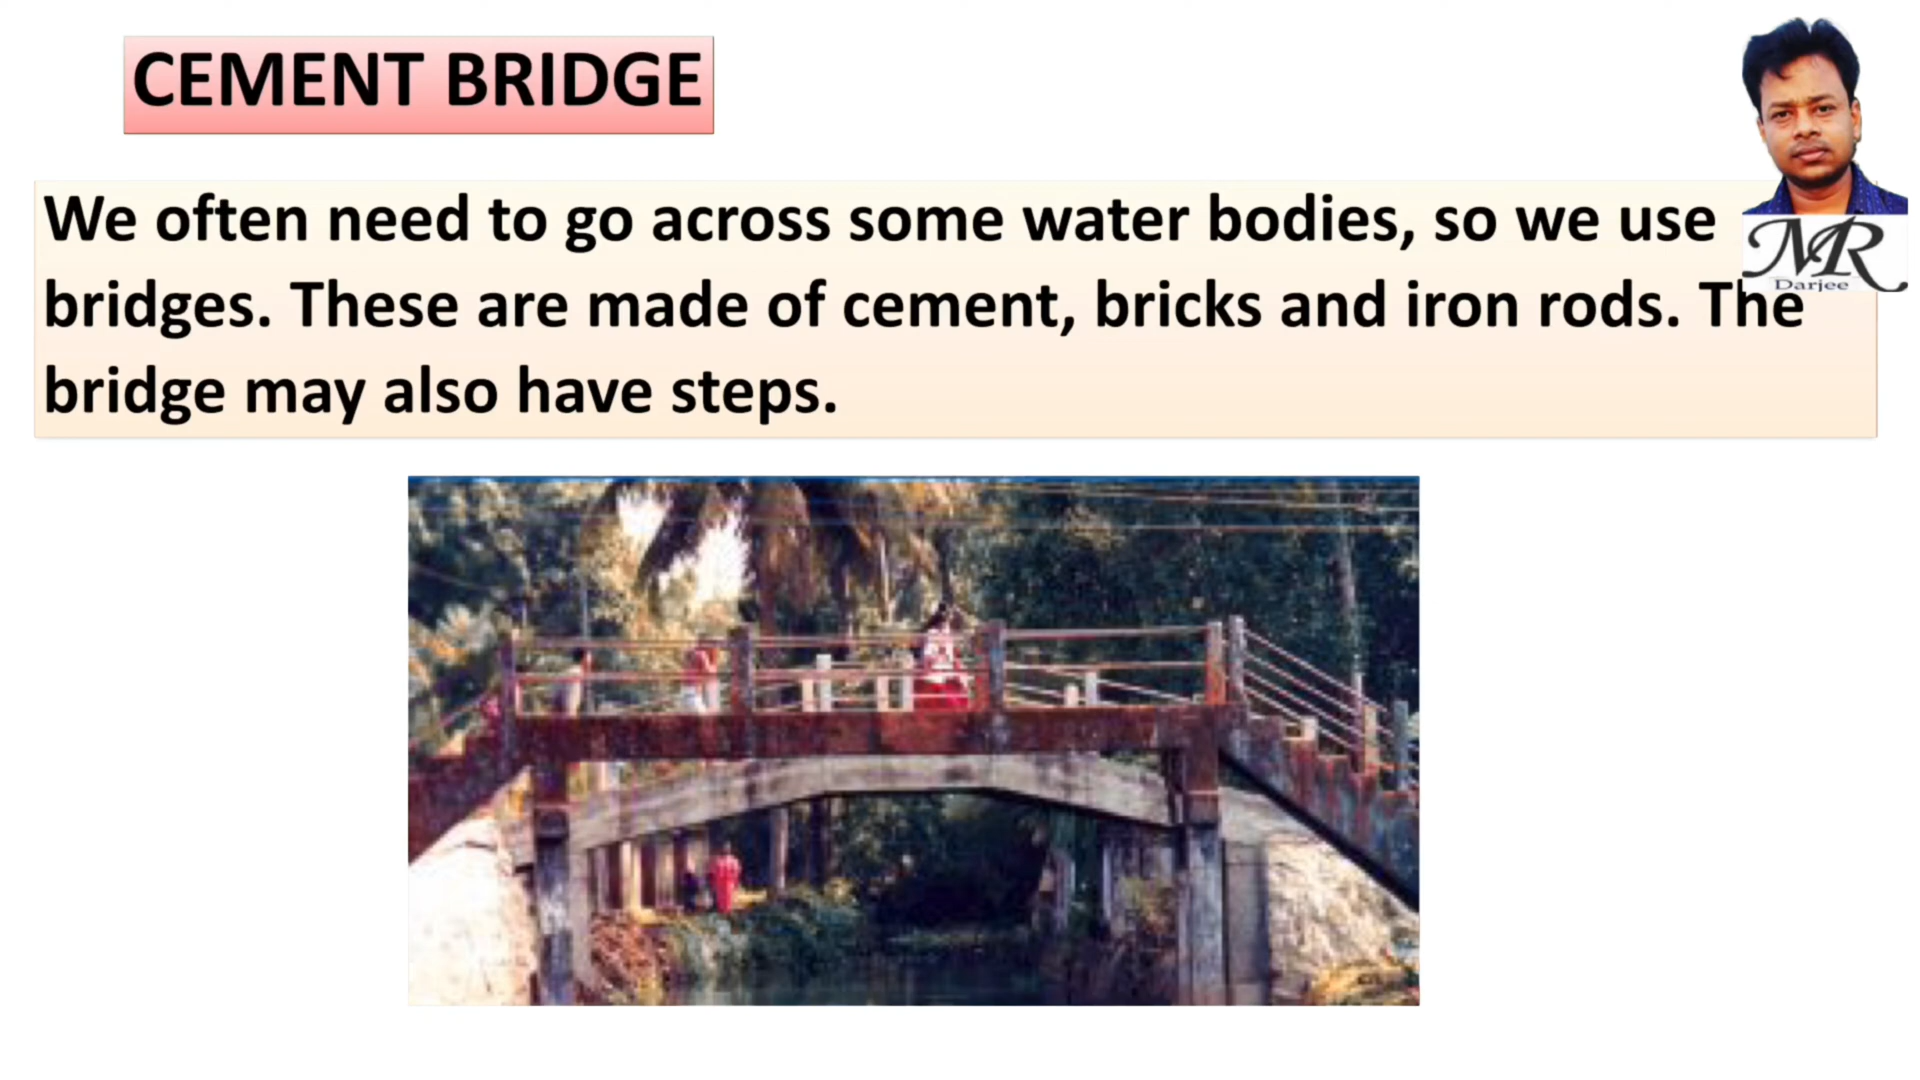 CEMENT BRIDGE
We often need to go across some water bodies, so we use
bridges. These are made of cement, bricks and iron rods. The
bridge may also have steps.
MR
Darjee